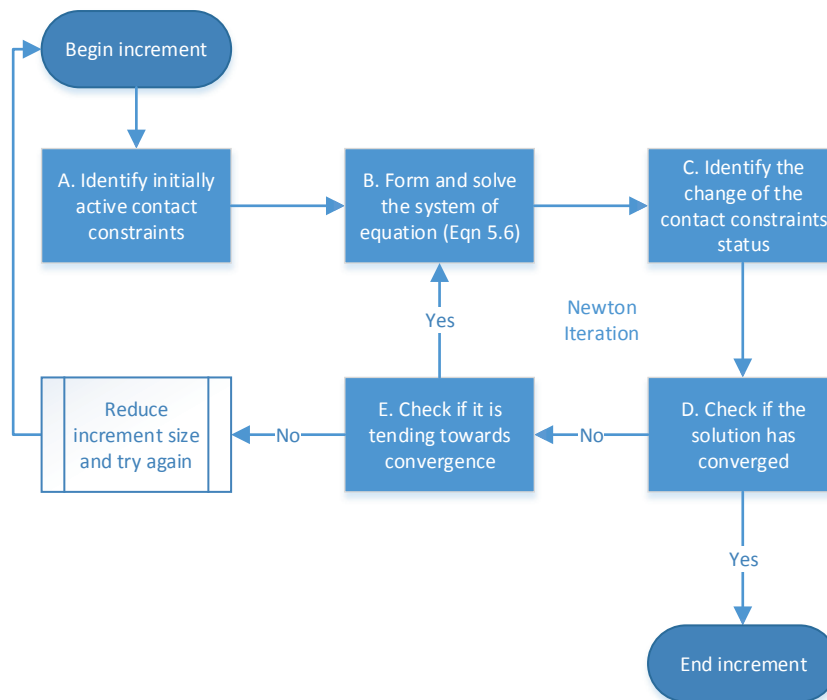 Begin increment
A. Identify initially
active contact
constraints
B. Form and solve
the system of
equation (Eqn 5.6)
C. Identify the
change of the
contact constraints
status
Yes
Newton
Iteration
Reduce
increment size
and try again
No
E. Check if it is
tending towards
convergence
No
D. Check if the
solution has
converged
Yes
End increment